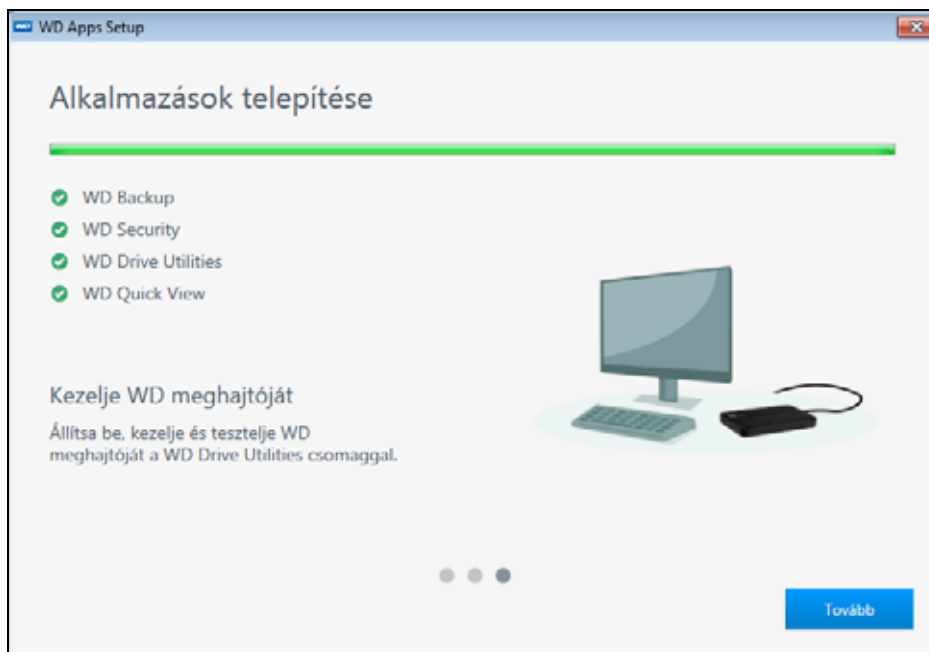 WD Apps Setup
Alkalmazások telepítése
WD Backup
WD Security
WD Drive Utilities
WD Quick View
Kezelje WD meghajtóját
Állítsa be, kezelje és tesztelje WD
meghajtóját a WD Drive Utilities csomaggal.
Tovább